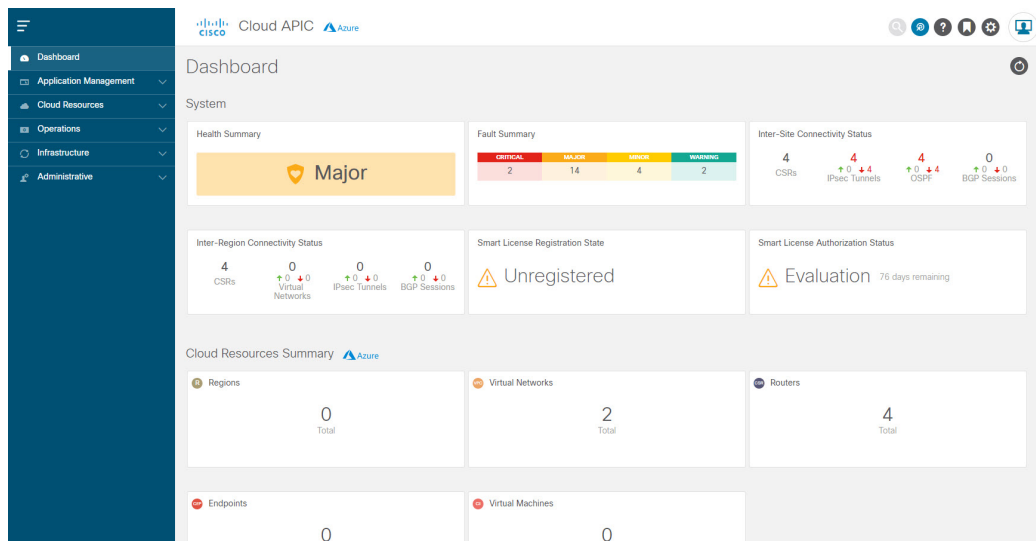 CISCO Cloud APIC Azure
?
Dashboard
Application Management
Cloud Resources
Operations
Infrastructure
Administrative
Dashboard
System
Health Summary
Major
Fault Summary
CRITICAL MAJOR MINOR WARNING
2 14 4 2
Inter-Site Connectivity Status
4 4 4 0
CSRs 0 4 0 4 0 0
IPsec Tunnels OSPF BGP Sessions
Inter-Region Connectivity Status
4 0 0 0
CSRs 0 0 0 0 0 0
Virtual Networks IPsec Tunnels BGP Sessions
Smart License Registration State
Unregistered
Smart License Authorization Status
Evaluation 76 days remaining
Cloud Resources Summary Azure
R Regions
0
Total
Virtual Networks
2
Total
CSR Routers
4
Total
Endpoints
0
Virtual Machines
0